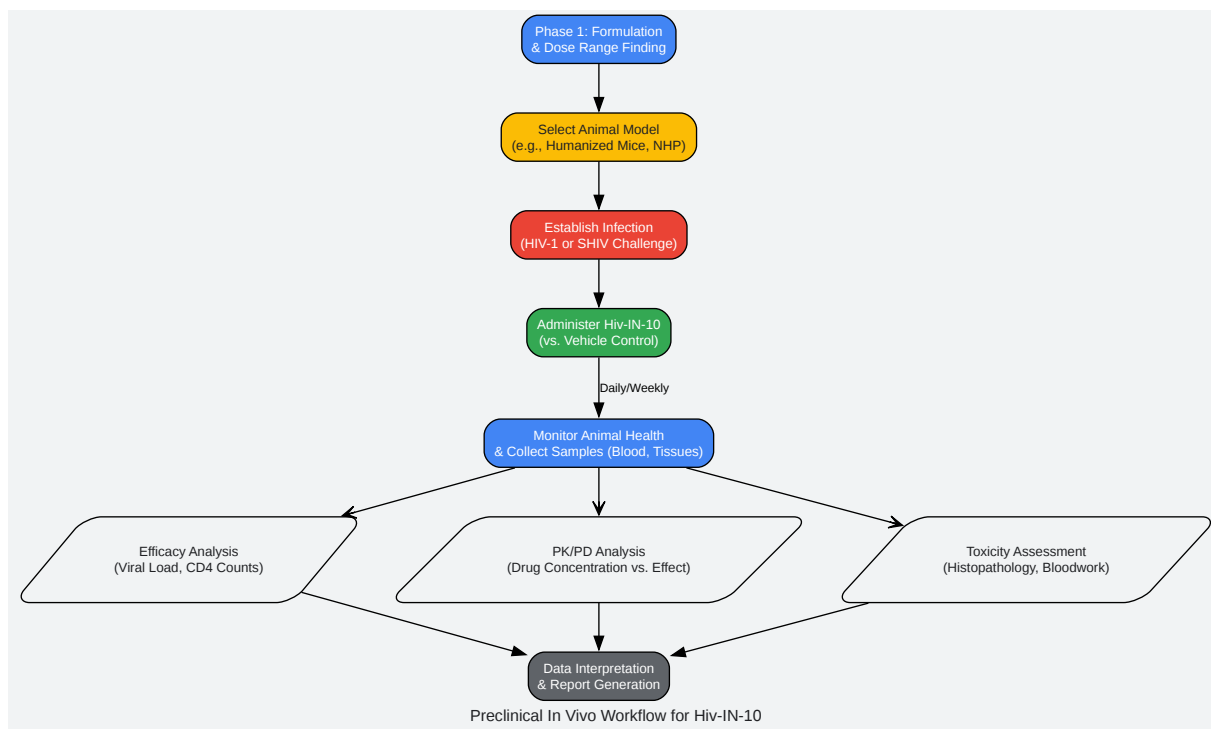 Phase 1: Formulation
& Dose Range Finding
Select Animal Model
(e.g., Humanized Mice, NHP)
Establish Infection
(HIV-1 or SHIV Challenge)
Administer Hiv-IN-10
(vs. Vehicle Control)
Daily/Weekly
Monitor Animal Health
& Collect Samples (Blood, Tissues)
Efficacy Analysis
(Viral Load, CD4 Counts)
PK/PD Analysis
(Drug Concentration vs. Effect)
Toxicity Assessment
(Histopathology, Bloodwork)
Data Interpretation
& Report Generation
Preclinical In Vivo Workflow for Hiv-IN-10